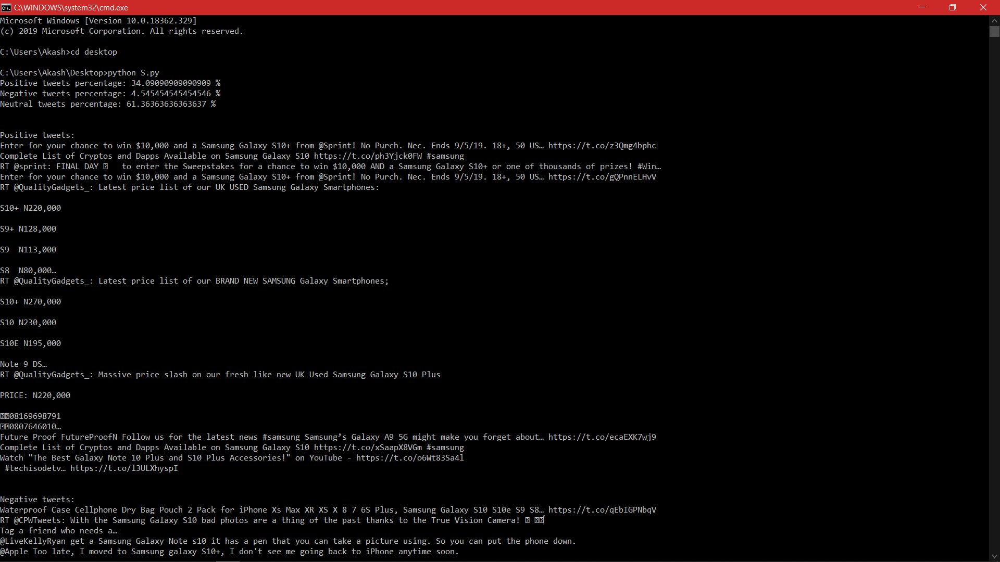 C:\WINDOWS\system32\cmd.exe
Microsoft Windows [Version 10.0.18362.329]
(c) 2019 Microsoft Corporation. All rights reserved.
C:\Users\Akash>cd desktop
C:\Users\Akash\Desktop>python S.py
Positive tweets percentage: 34.09090909090909 %
Negative tweets percentage: 4.545454545454546 %
Neutral tweets percentage: 61.36363636363637 %
Positive tweets:
Enter for your chance to win $10,000 and a Samsung Galaxy S10+ from @Sprint! No Purch. Nec. Ends 9/5/19. 18+, 50 US… https://t.co/z3Qmg4bphc
Complete List of Cryptos and Dapps Available on Samsung Galaxy S10 https://t.co/ph3Yjck0FW #samsung
RT @sprint: FINAL DAY to enter the Sweepstakes for a chance to win $10,000 AND a Samsung Galaxy S10+ or one of thousands of prizes! #Win…
Enter for your chance to win $10,000 and a Samsung Galaxy S10+ from @Sprint! No Purch. Nec. Ends 9/5/19. 18+, 50 US… https://t.co/gQPnnELHvV
RT @QualityGadgets_: Latest price list of our UK USED Samsung Galaxy Smartphones:
S10+ N220,000
S9+ N128,000
S9  N113,000
S8  N80,000…
RT @QualityGadgets_: Latest price list of our BRAND NEW SAMSUNG Galaxy Smartphones;
S10+ N270,000
S10 N230,000
S10E N195,000
Note 9 DS…
RT @QualityGadgets_: Massive price slash on our fresh like new UK Used Samsung Galaxy S10 Plus
PRICE: N220,000
08169698791
0807646010…
Future Proof FutureProofN Follow us for the latest news #samsung Samsung’s Galaxy A9 5G might make you forget about… https://t.co/ecaEXK7wj9
Complete List of Cryptos and Dapps Available on Samsung Galaxy S10 https://t.co/xSaapX8VGm #samsung
Watch "The Best Galaxy Note 10 Plus and S10 Plus Accessories!" on YouTube - https://t.co/o6Wt83Sa4l
#techisodetv… https://t.co/l3ULXhyspI
Negative tweets:
Waterproof Case Cellphone Dry Bag Pouch 2 Pack for iPhone Xs Max XR XS X 8 7 6S Plus, Samsung Galaxy S10 S10e S9 S8… https://t.co/qEbIGPNbqV
RT @CPWTweets: With the Samsung Galaxy S10 bad photos are a thing of the past thanks to the True Vision Camera!
Tag a friend who needs a…
@LiveKellyRyan get a Samsung Galaxy Note s10 it has a pen that you can take a picture using. So you can put the phone down.
@Apple Too late, I moved to Samsung galaxy S10+, I don't see me going back to iPhone anytime soon.